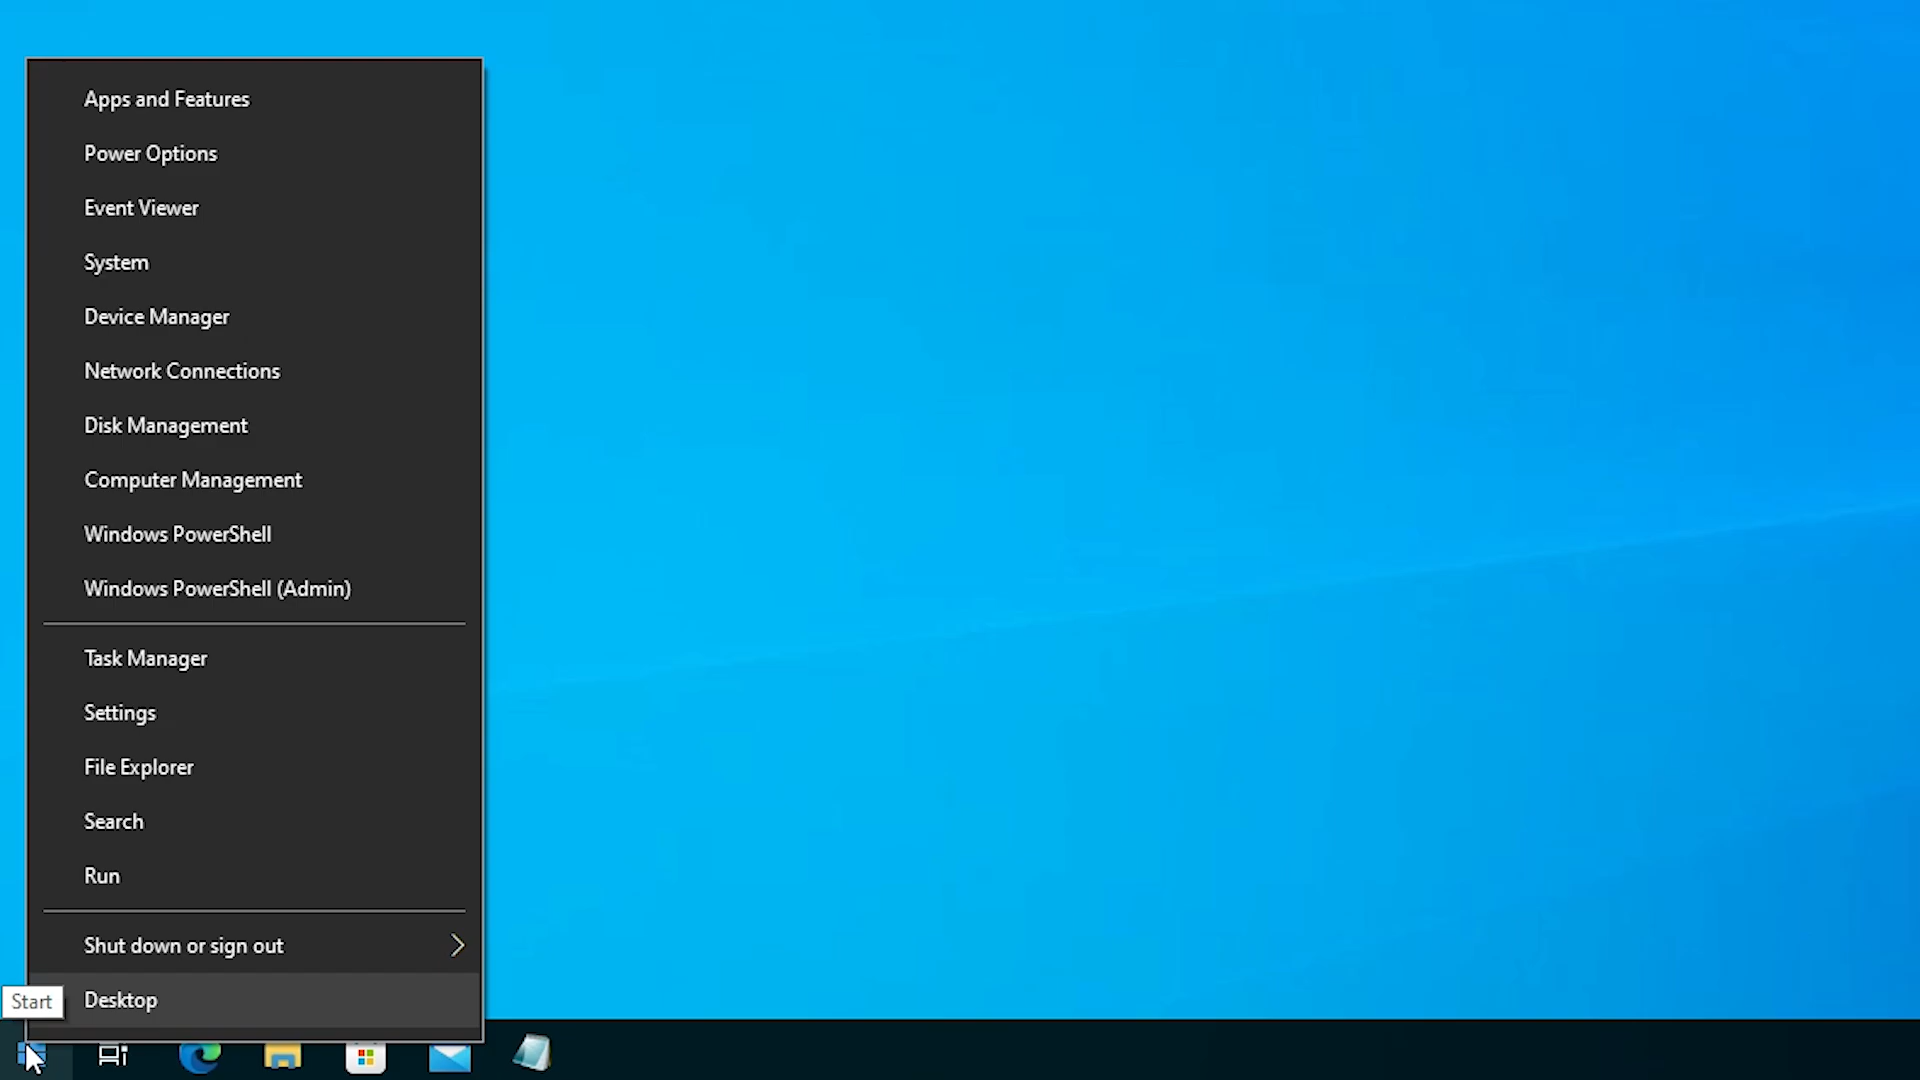 Apps and Features
Power Options
Event Viewer
System
Device Manager
Network Connections
Disk Management
Computer Management
Windows PowerShell
Windows PowerShell (Admin)
Task Manager
Settings
File Explorer
Search
Run
Shut down or sign out
Desktop
Start